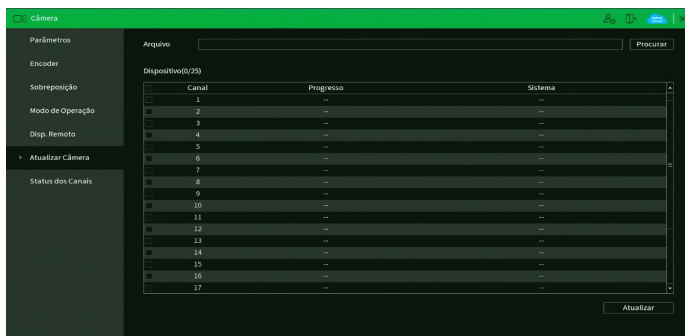 Câmera
Parâmetros
Encoder
Sobreposição
Modo de Operação
Disp. Remoto
Atualizar Câmera
Status dos Canais
Arquivo
Procurar
Dispositivo(0/25)
Canal Progresso Sistema
1 -- --
2 -- --
3 -- --
4 -- --
5 -- --
6 -- --
7 -- --
8 -- --
9 -- --
10 -- --
11 -- --
12 -- --
13 -- --
14 -- --
15 -- --
16 -- --
17 -- --
Atualizar